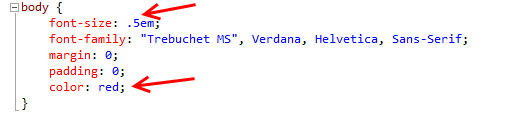 body {
    font-size: .5em;
    font-family: "Trebuchet MS", Verdana, Helvetica, Sans-Serif;
    margin: 0;
    padding: 0;
    color: red;
}